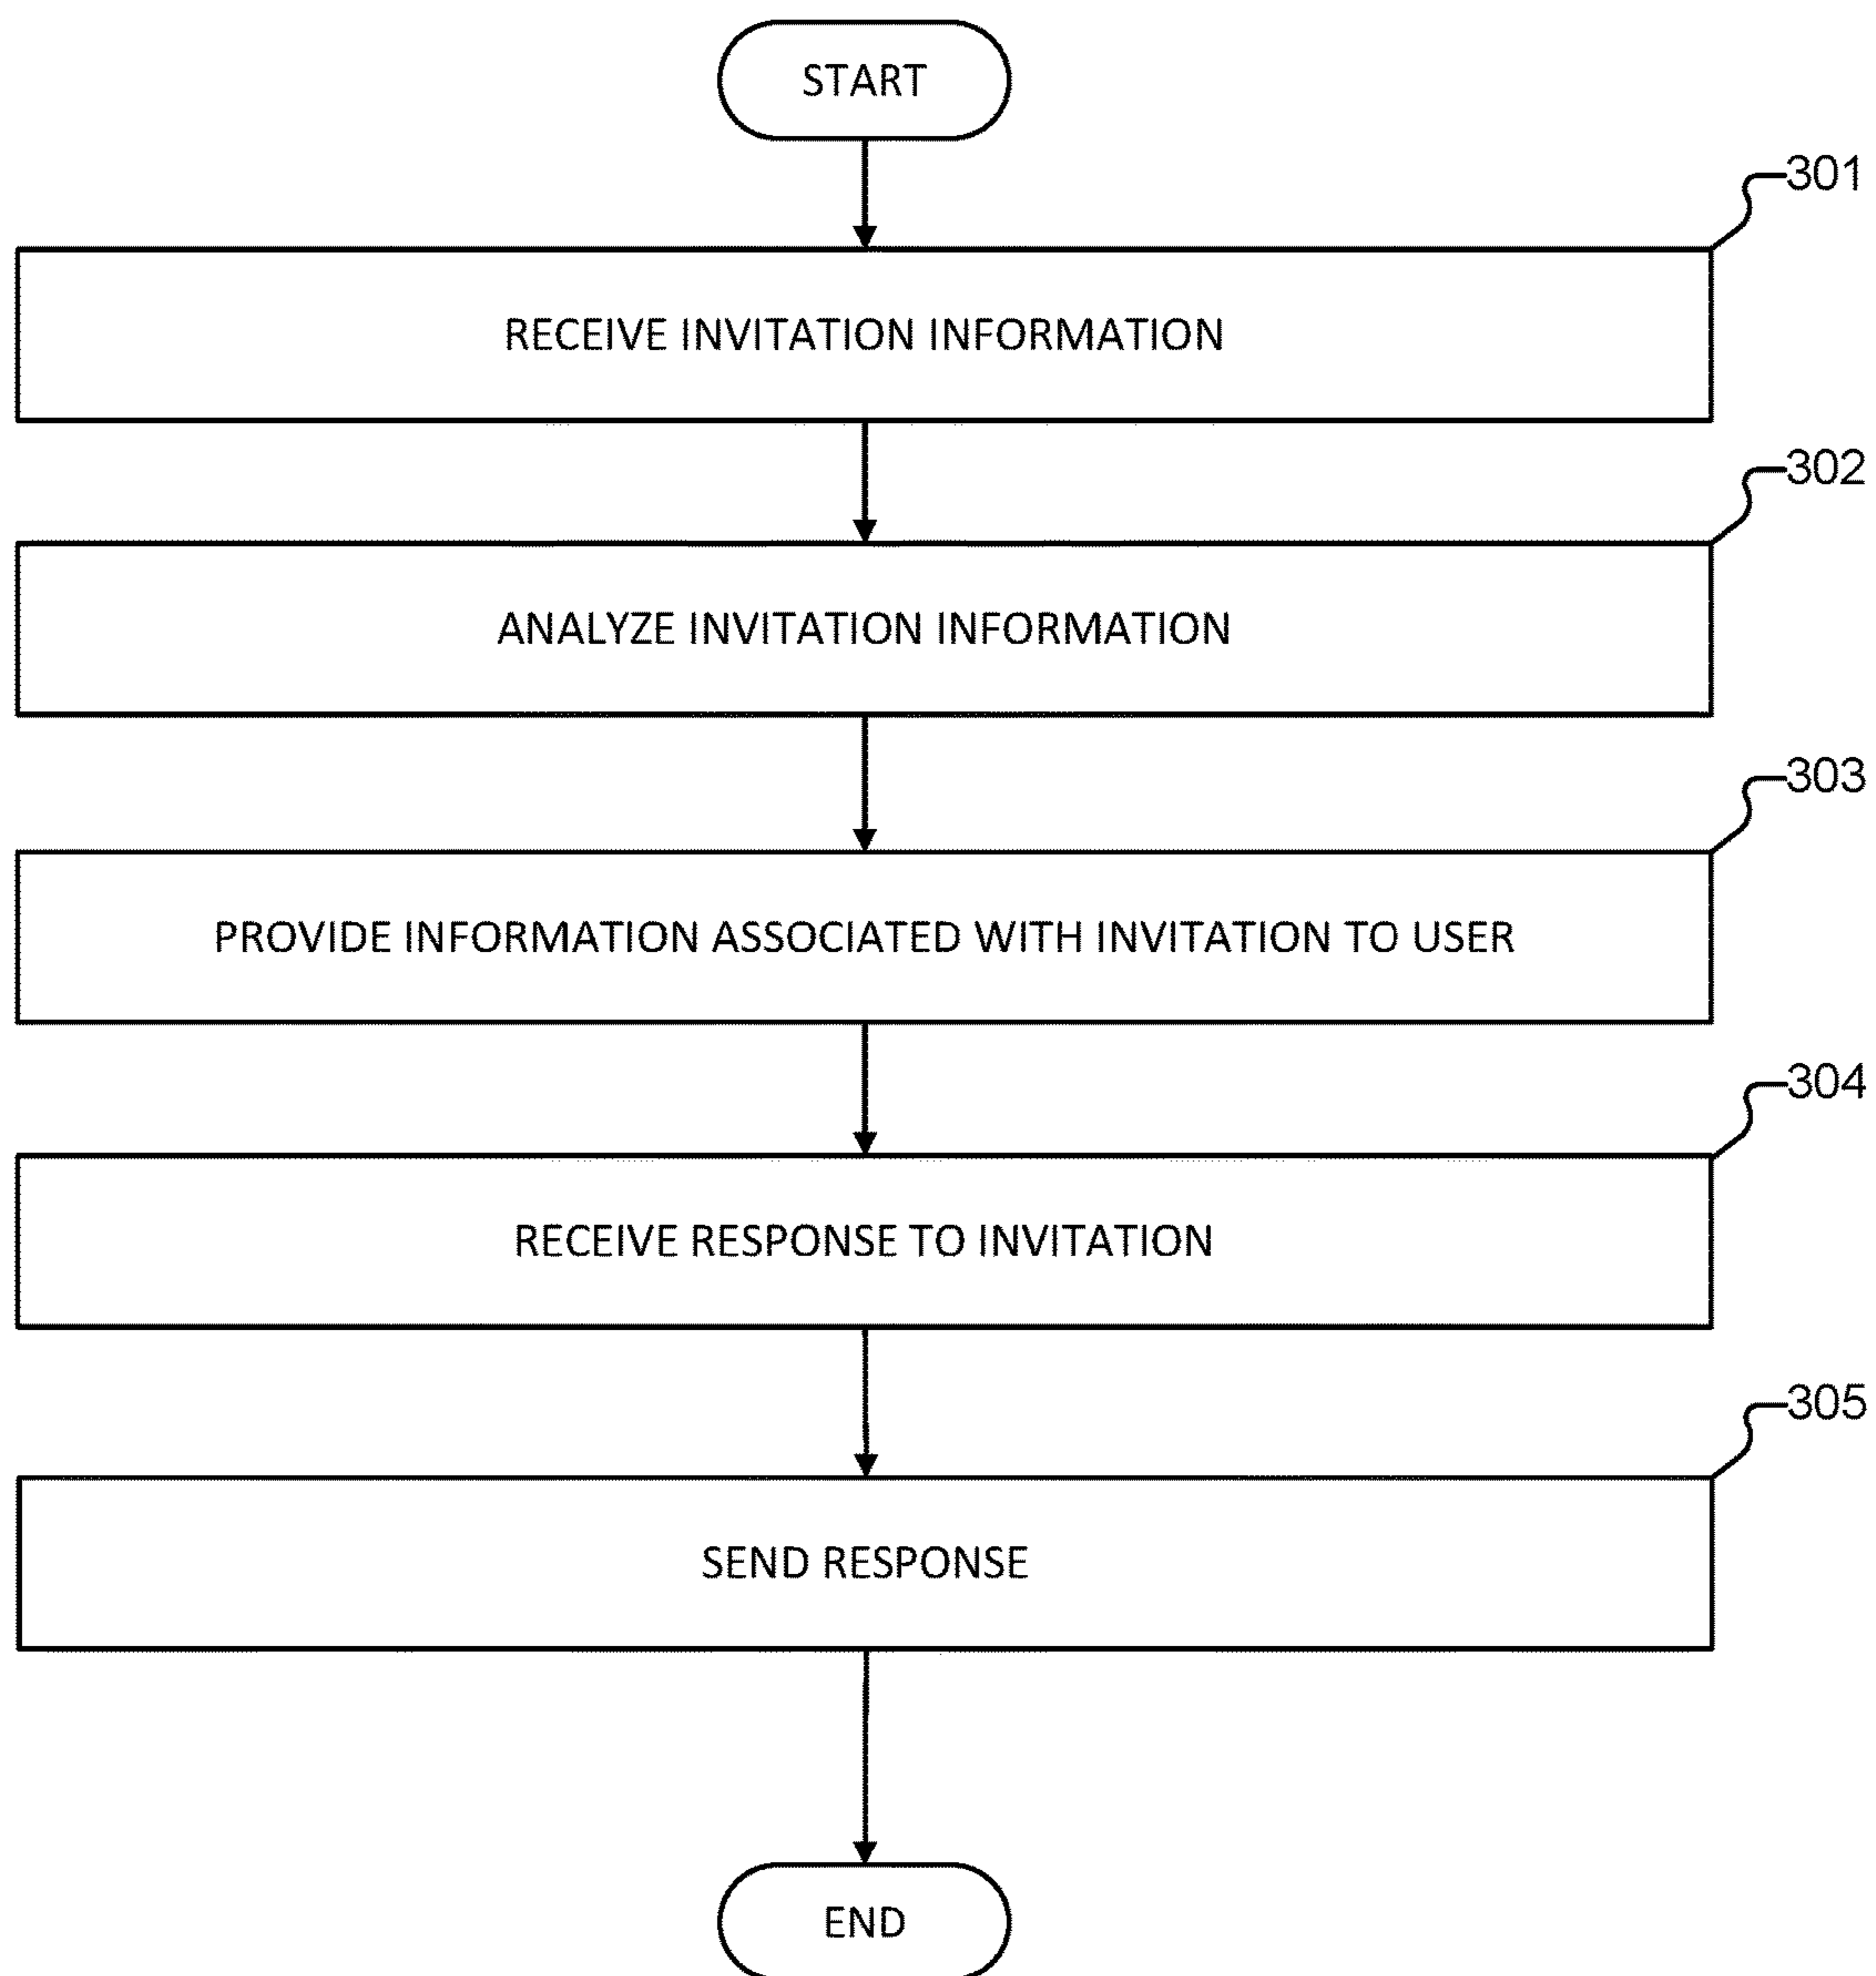 START
301
RECEIVE INVITATION INFORMATION
302
ANALYZE INVITATION INFORMATION
303
PROVIDE INFORMATION ASSOCIATED WITH INVITATION TO USER
304
RECEIVE RESPONSE TO INVITATION
305
SEND RESPONSE
END